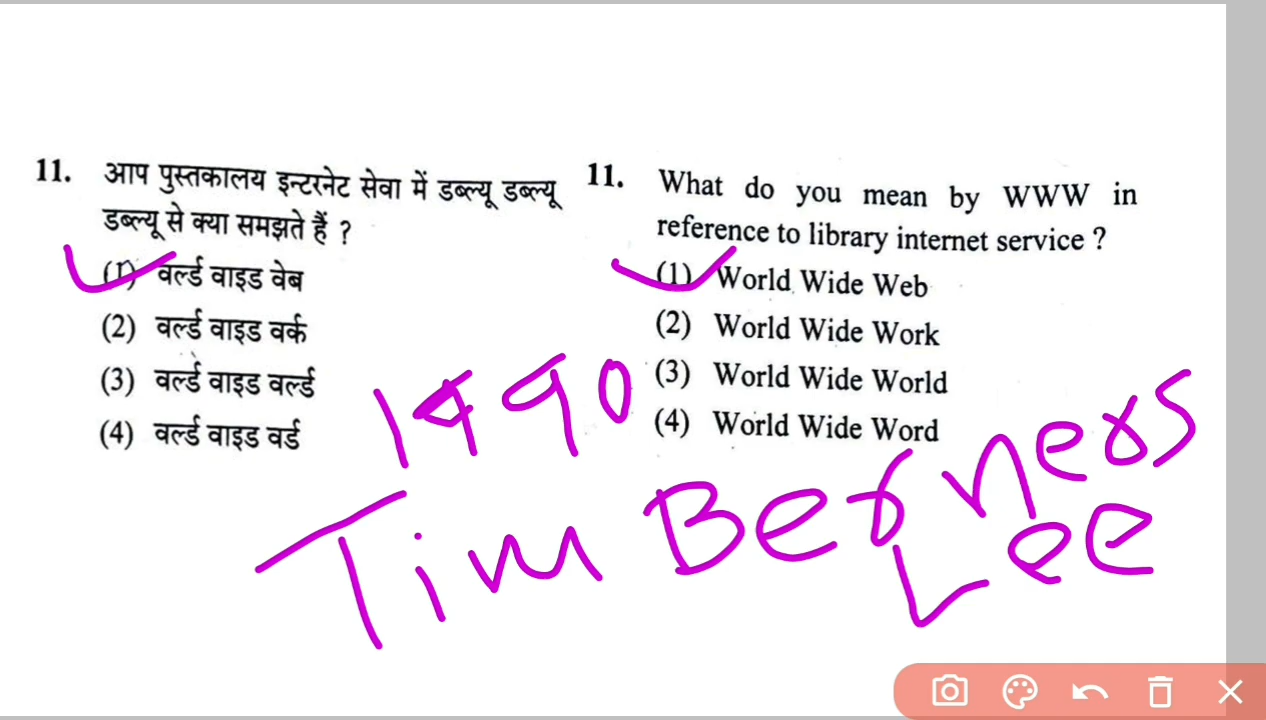 11. आप पुस्तकालय इन्टरनेट सेवा में डब्ल्यू डब्ल्यू
डब्ल्यू से क्या समझते हैं ?
(1) वर्ल्ड वाइड वेब
(2) वर्ल्ड वाइड वर्क
(3) वर्ल्ड वाइड वर्ल्ड
(4) वर्ल्ड वाइड वर्ड
11. What do you mean by WWW in
reference to library internet service ?
(1) World Wide Web
(2) World Wide Work
(3) World Wide World
(4) World Wide Word
1990
Tim Berners
Lee